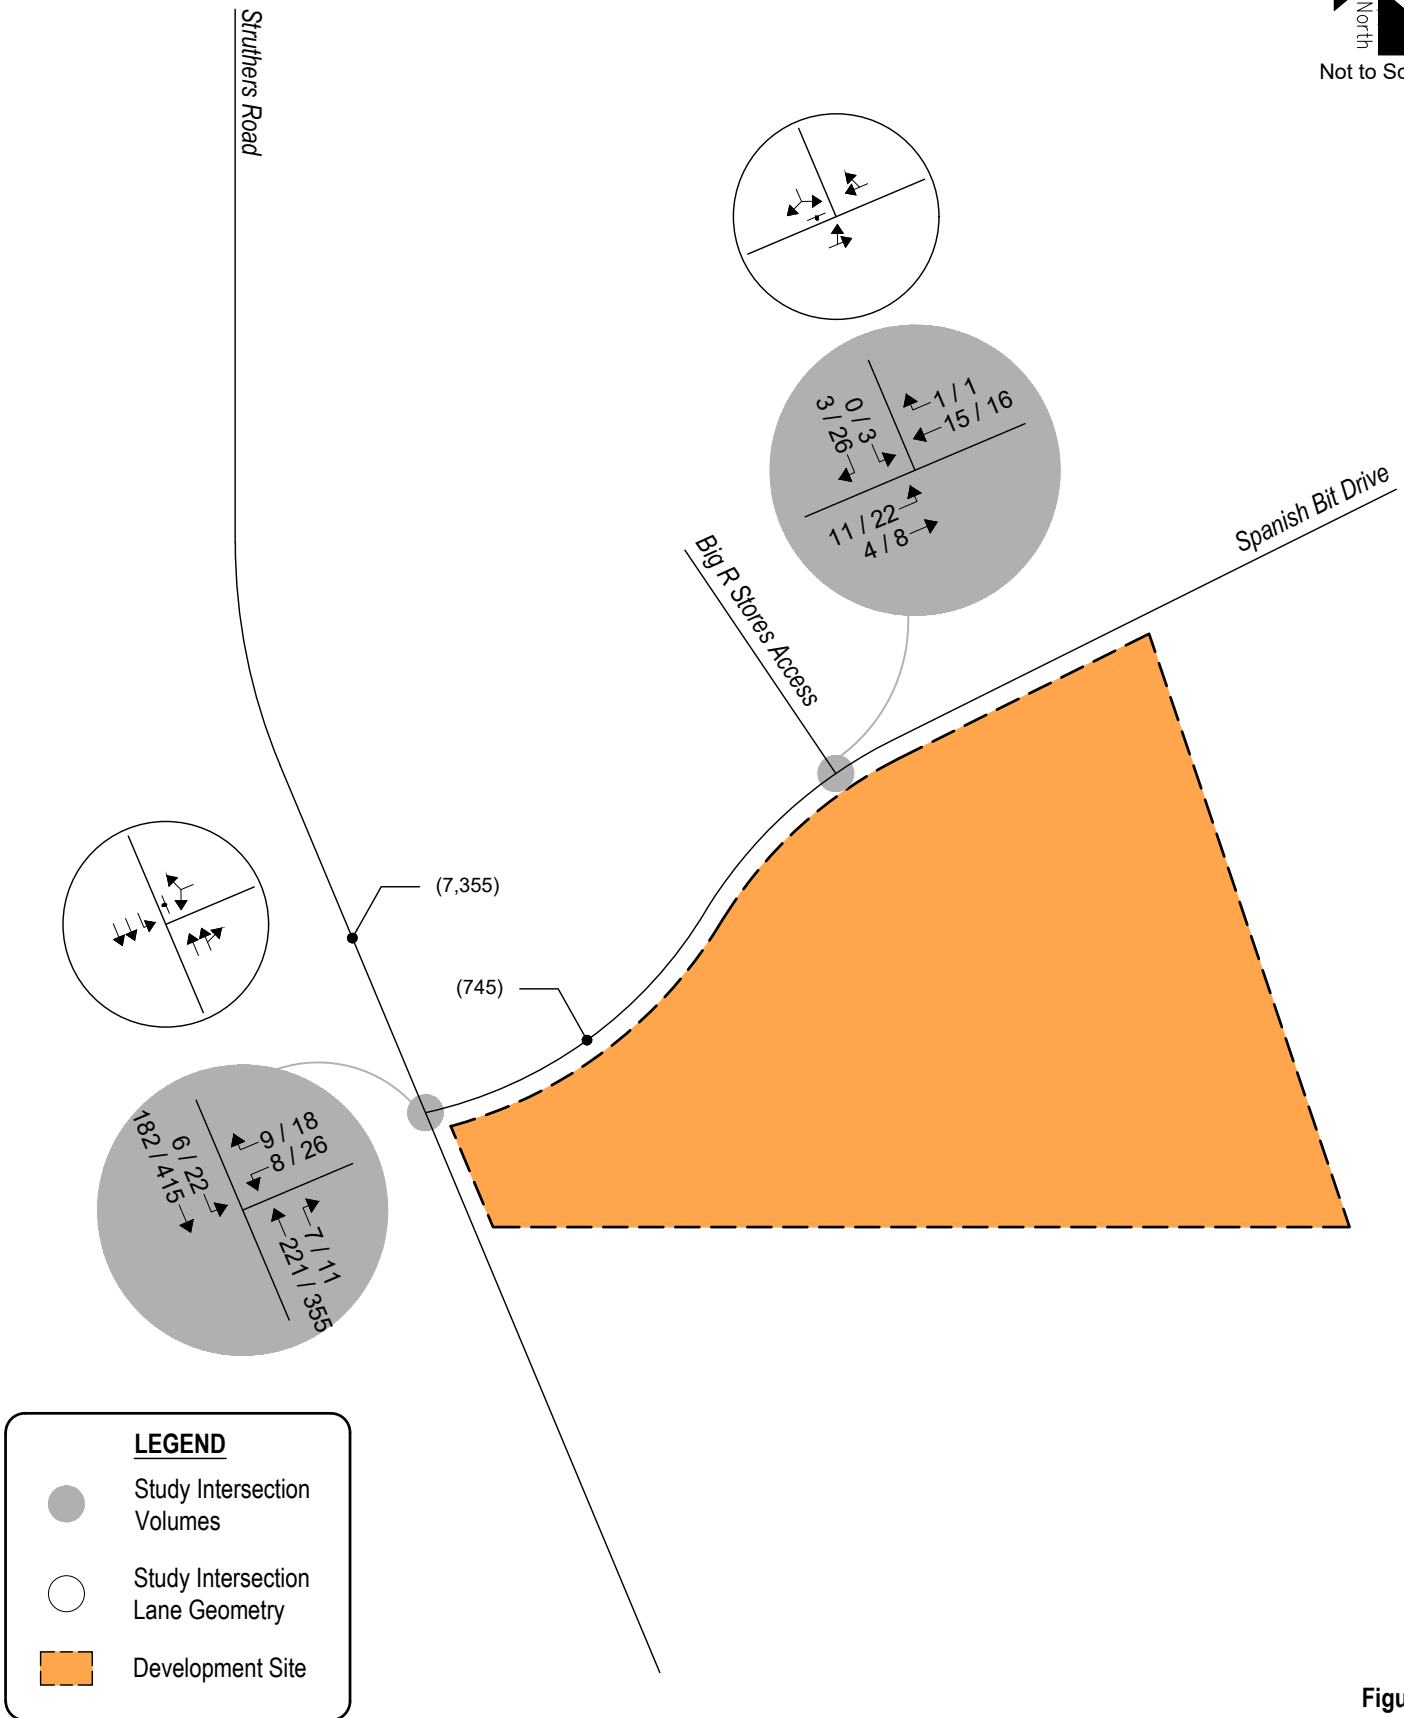 North
Not to Sc
Struthers Road
1 / 1
15 / 16
0 / 3
3 / 26
11 / 22
4 / 8
Spanish Bit Drive
Big R Stores Access
(7,355)
(745)
9 / 18
8 / 26
6 / 22
182 / 415
7 / 11
221 / 355
LEGEND
Study Intersection
Volumes
Study Intersection
Lane Geometry
Development Site
Figu